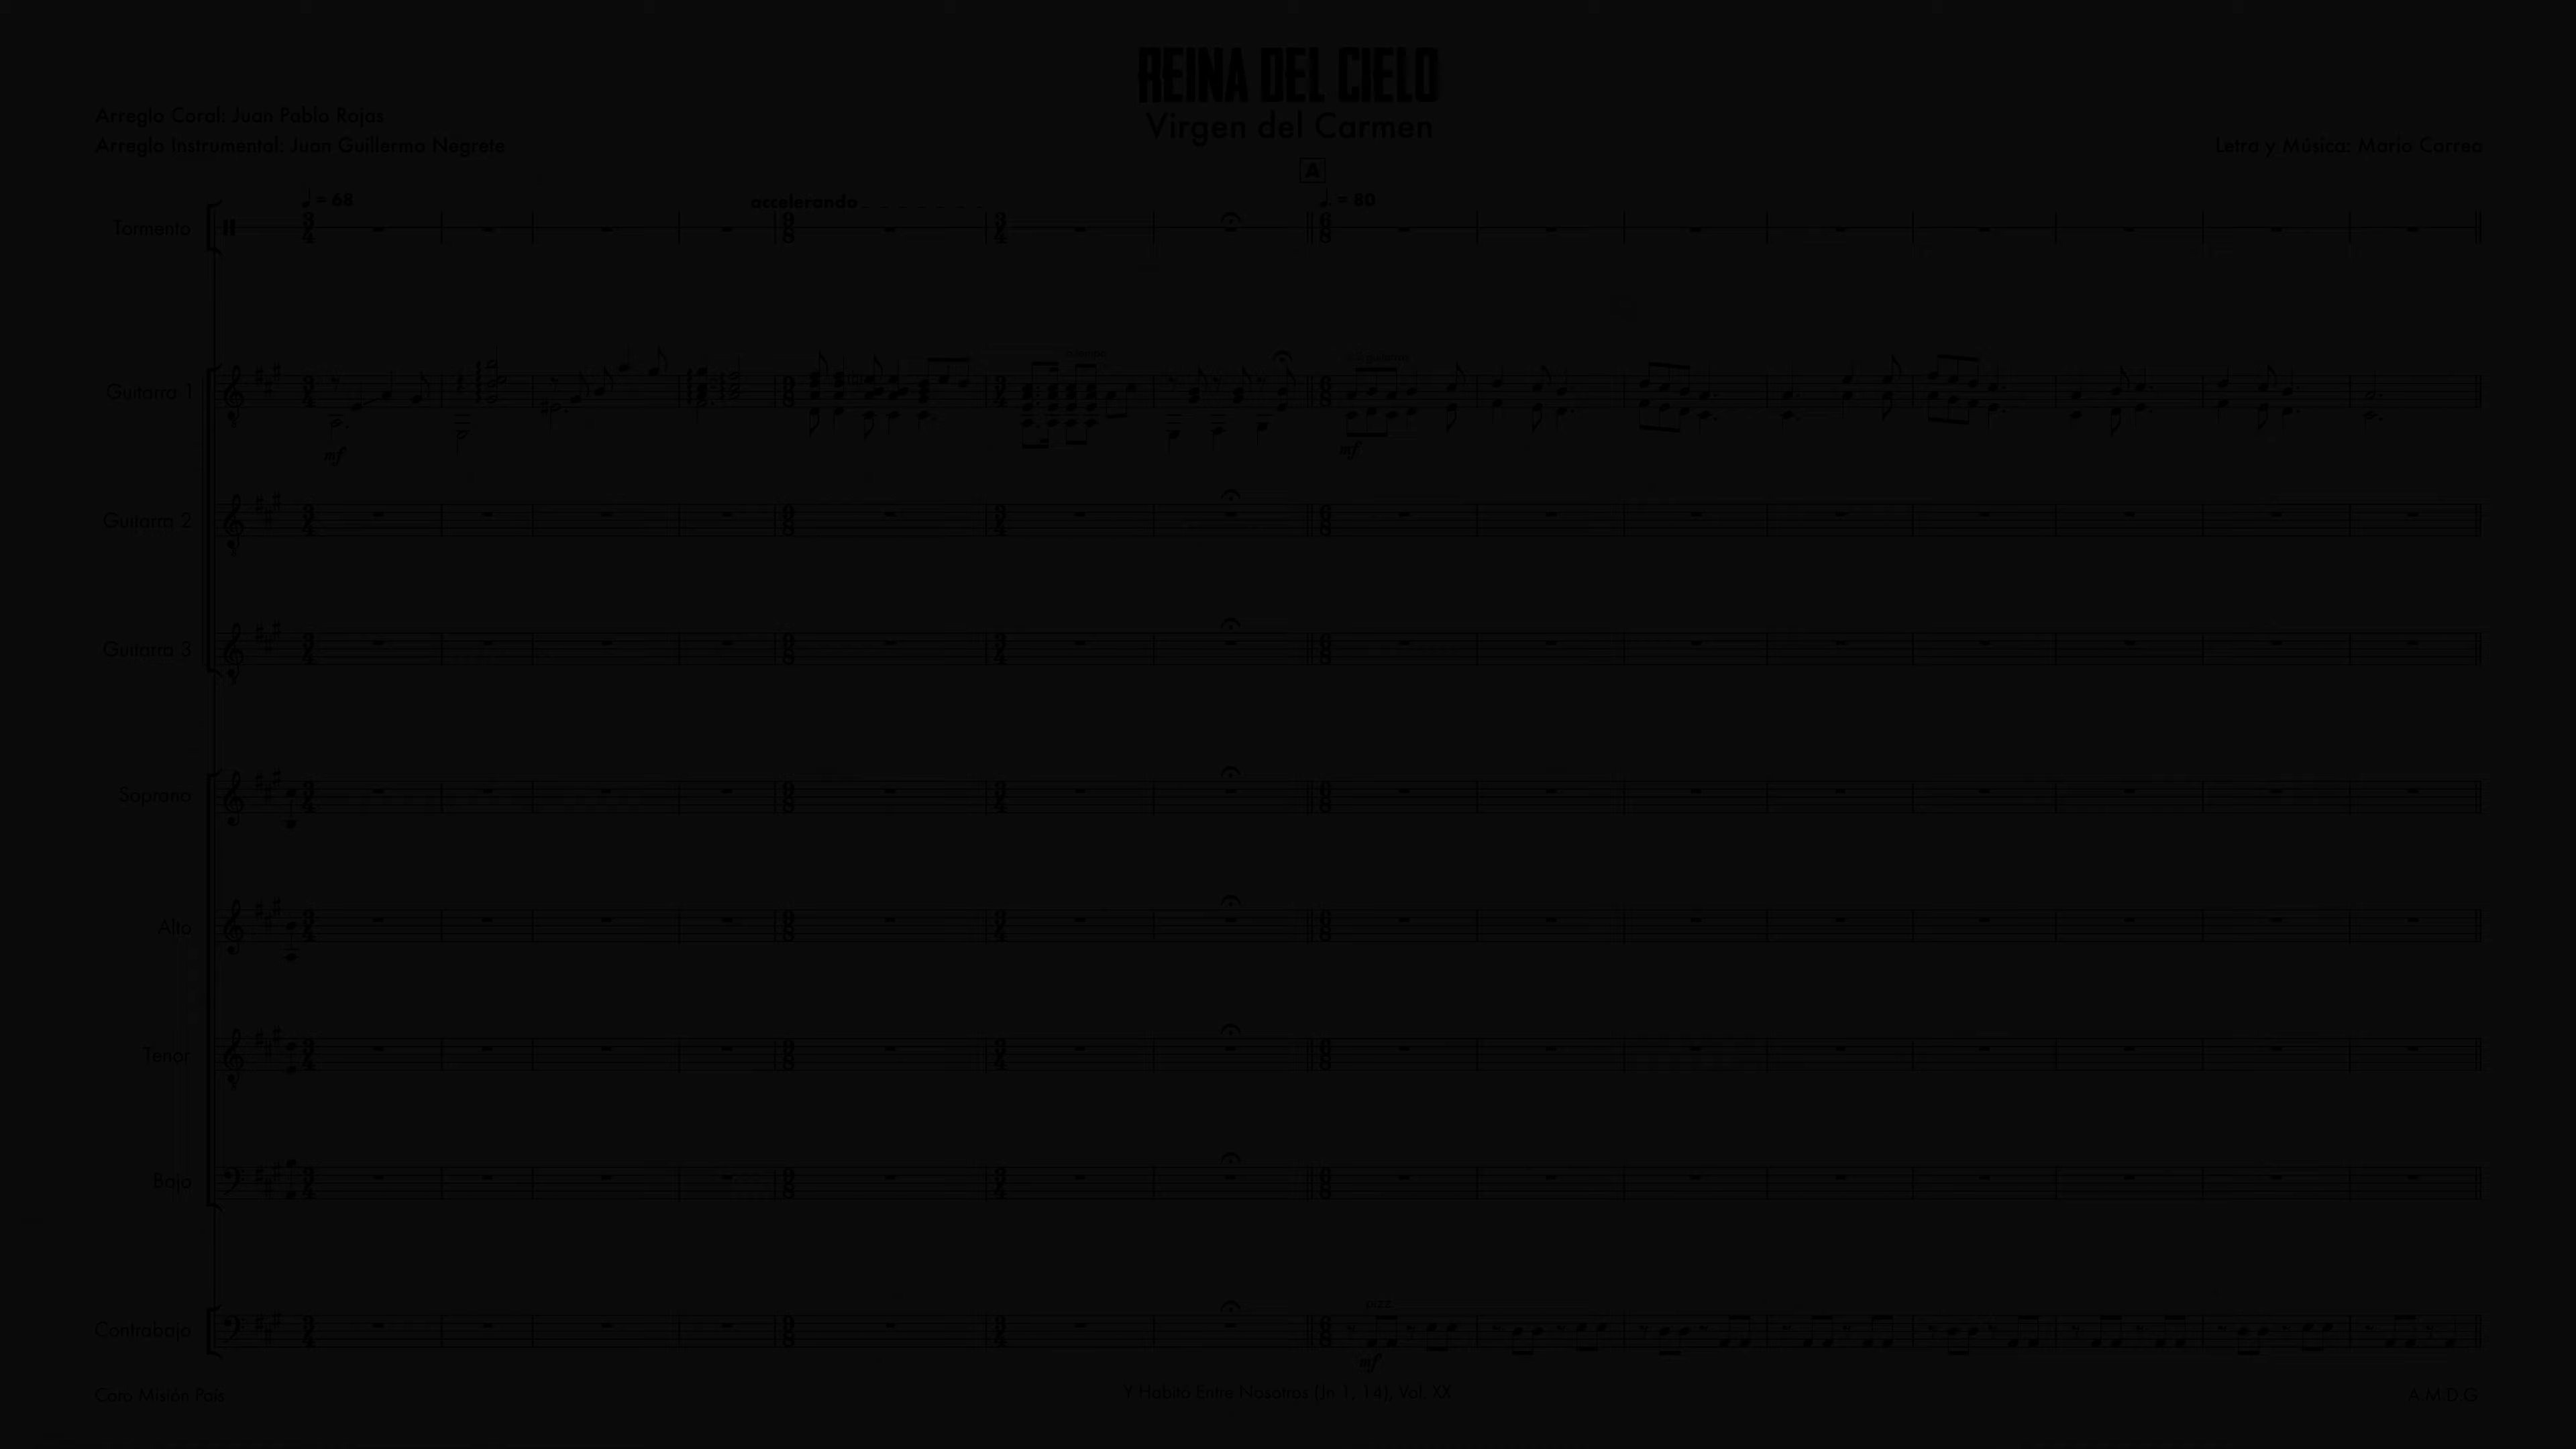 REINA DEL CIELO
Virgen del Carmen
Arreglo Coral: Juan Pablo Rojas
Arreglo Instrumental: Juan Guillermo Negrete
Letra y Música: Mario Correa
A
= 68
accelerando
= 80
Tormento
Guitarra 1
mf
mf
Guitarra 2
Guitarra 3
Soprano
Alto
Tenor
Bajo
pizz.
Contrabajo
mf
Coro Misión País
Y Habitó Entre Nosotros (Jn 1, 14), Vol. XX
A.M.D.G